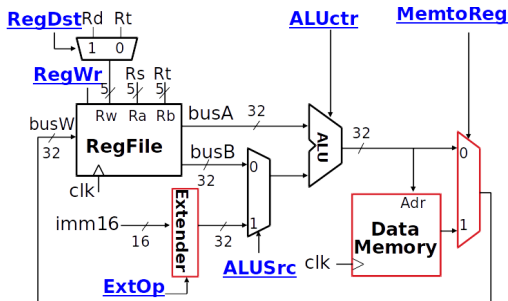 RegDst Rd Rt ALUctr MemtoReg
1 0
RegWr 5 Rs 5 Rt 5
busW 32 Rw Ra Rb busA 32
RegFile ALU 32
busB 32 0 0
clk Adr
imm16 16 Extender 32 1 Data Memory 1
clk
ExtOp ALUSrc